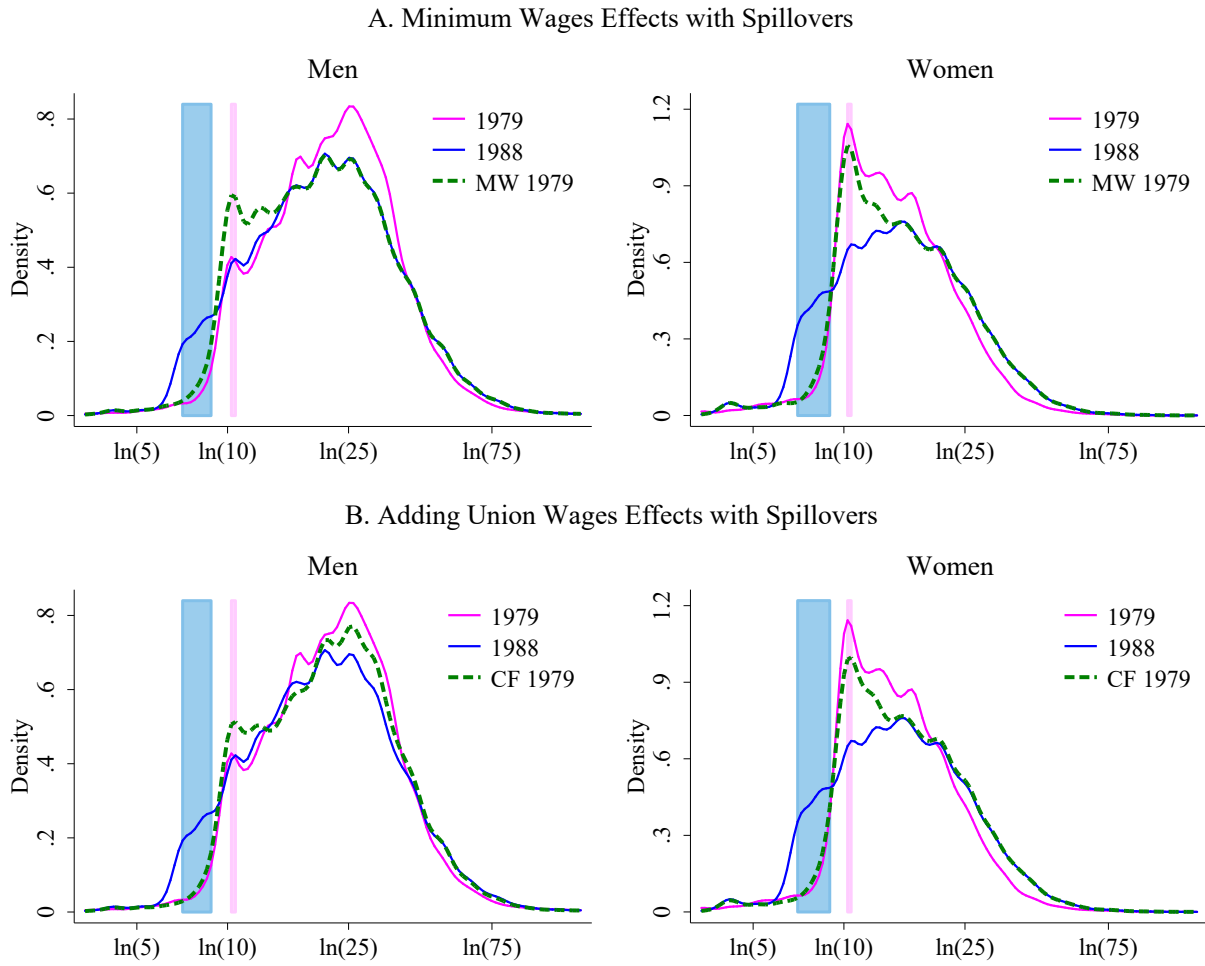 A. Minimum Wages Effects with Spillovers
Men
Density
0
.2
.4
.6
.8
ln(5)
ln(10)
ln(25)
ln(75)
1979
1988
MW 1979
Women
Density
0
.3
.6
.9
1.2
ln(5)
ln(10)
ln(25)
ln(75)
1979
1988
MW 1979
B. Adding Union Wages Effects with Spillovers
Men
Density
0
.2
.4
.6
.8
ln(5)
ln(10)
ln(25)
ln(75)
1979
1988
CF 1979
Women
Density
0
.3
.6
.9
1.2
ln(5)
ln(10)
ln(25)
ln(75)
1979
1988
CF 1979